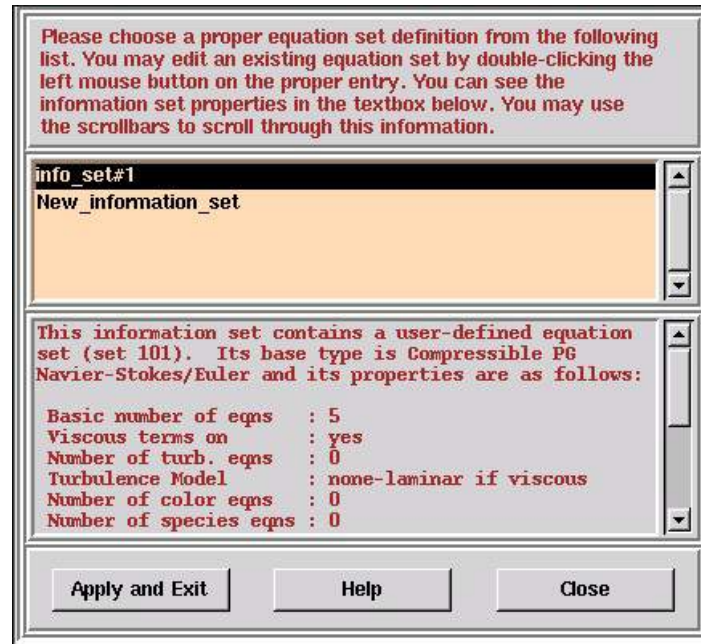 Please choose a proper equation set definition from the following
list. You may edit an existing equation set by double-clicking the
left mouse button on the proper entry. You can see the
information set properties in the textbox below. You may use
the scrollbars to scroll through this information.
info_set#1
New_information_set
This information set contains a user-defined equation
set (set 101).  Its base type is Compressible PG
Navier-Stokes/Euler and its properties are as follows:
Basic number of eqns : 5
Viscous terms on : yes
Number of turb. eqns : 0
Turbulence Model : none-laminar if viscous
Number of color eqns : 0
Number of species eqns : 0
Apply and Exit Help Close